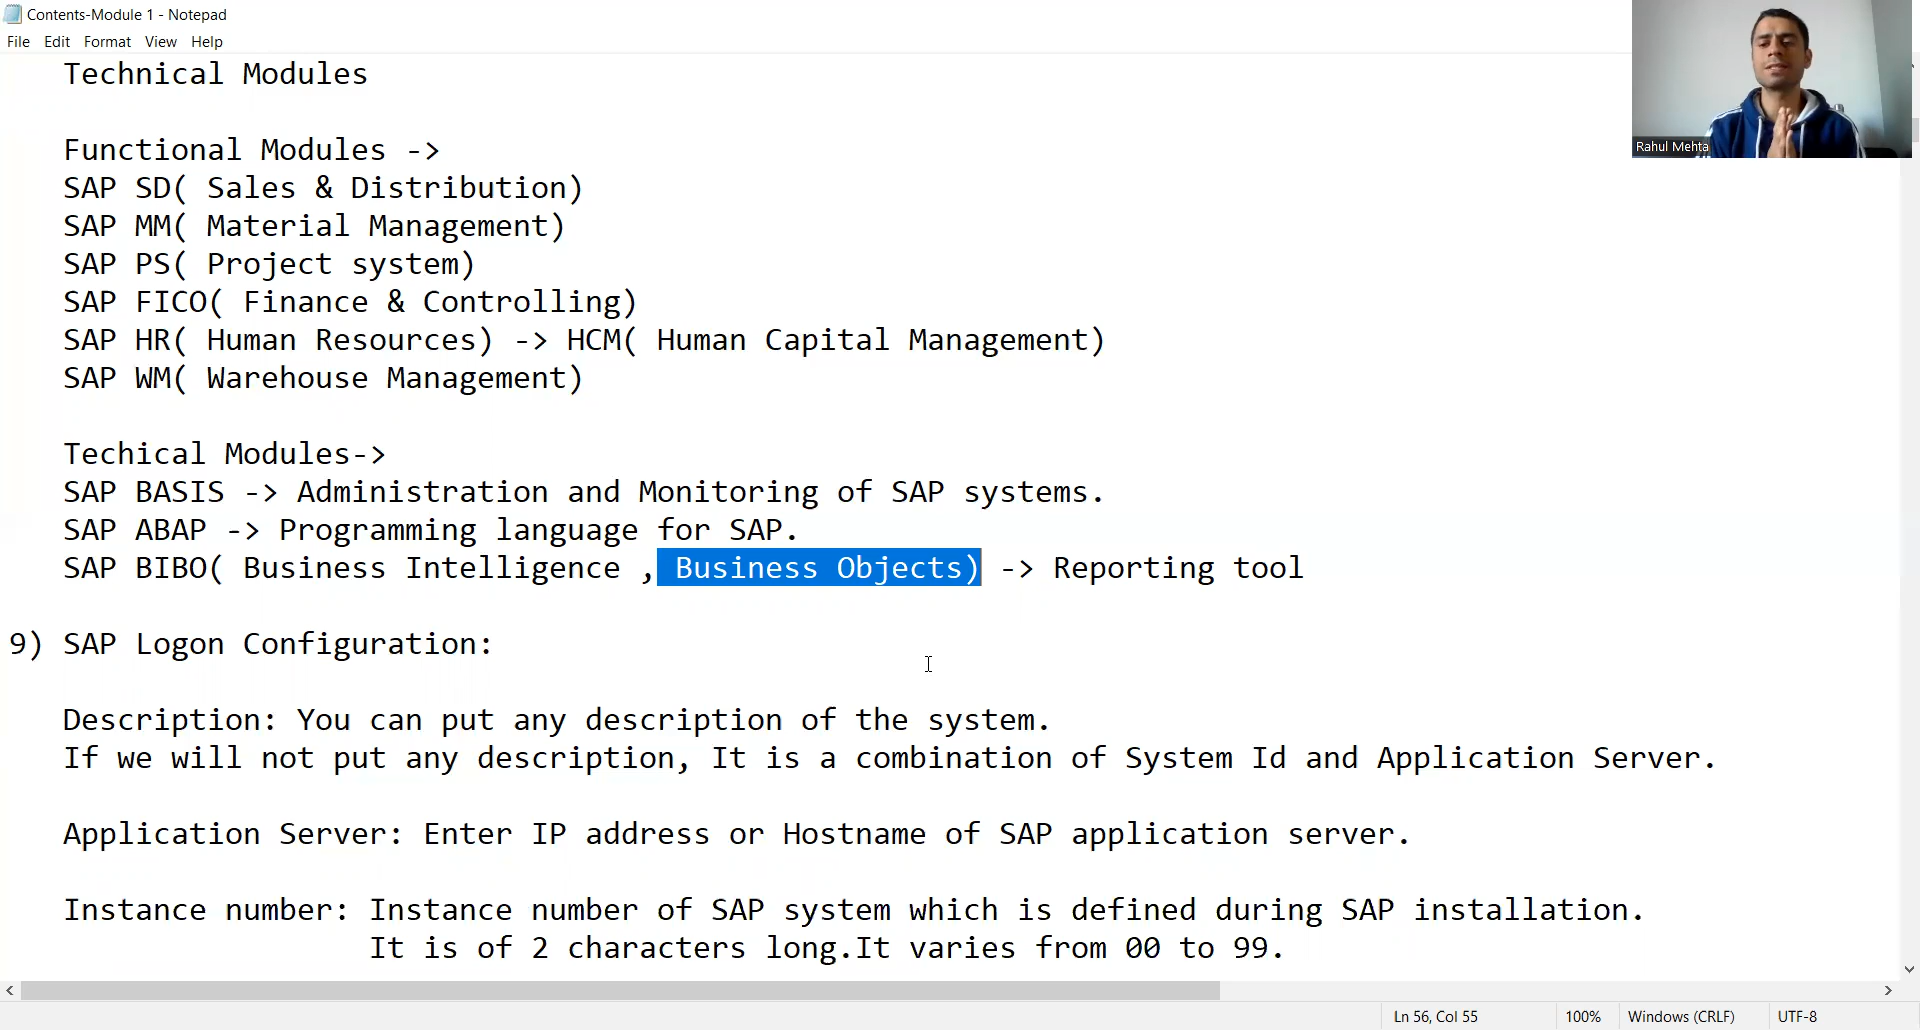 Contents-Module 1 - Notepad
File Edit Format View Help
Technical Modules
Functional Modules ->
SAP SD( Sales & Distribution)
SAP MM( Material Management)
SAP PS( Project system)
SAP FICO( Finance & Controlling)
SAP HR( Human Resources) -> HCM( Human Capital Management)
SAP WM( Warehouse Management)
Techical Modules->
SAP BASIS -> Administration and Monitoring of SAP systems.
SAP ABAP -> Programming language for SAP.
SAP BIBO( Business Intelligence , Business Objects) -> Reporting tool
9) SAP Logon Configuration:
Description: You can put any description of the system.
If we will not put any description, It is a combination of System Id and Application Server.
Application Server: Enter IP address or Hostname of SAP application server.
Instance number: Instance number of SAP system which is defined during SAP installation.
It is of 2 characters long.It varies from 00 to 99.
Ln 56, Col 55 100% Windows (CRLF) UTF-8
Rahul Mehta